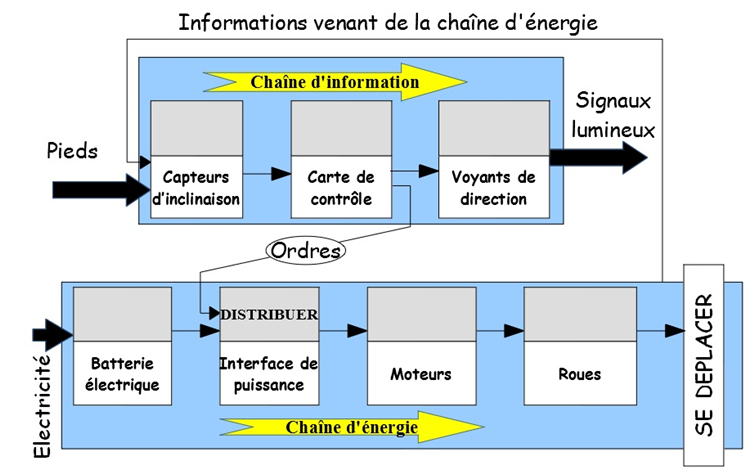 Informations venant de la chaîne d'énergie
Chaîne d'information
Signaux
lumineux
Pieds
Capteurs
d'inclinaison
Carte de
contrôle
Voyants de
direction
Ordres
DISTRIBUER
Batterie
électrique
Interface de
puissance
Moteurs
Roues
SE DEPLACER
Electricité
Chaîne d'énergie